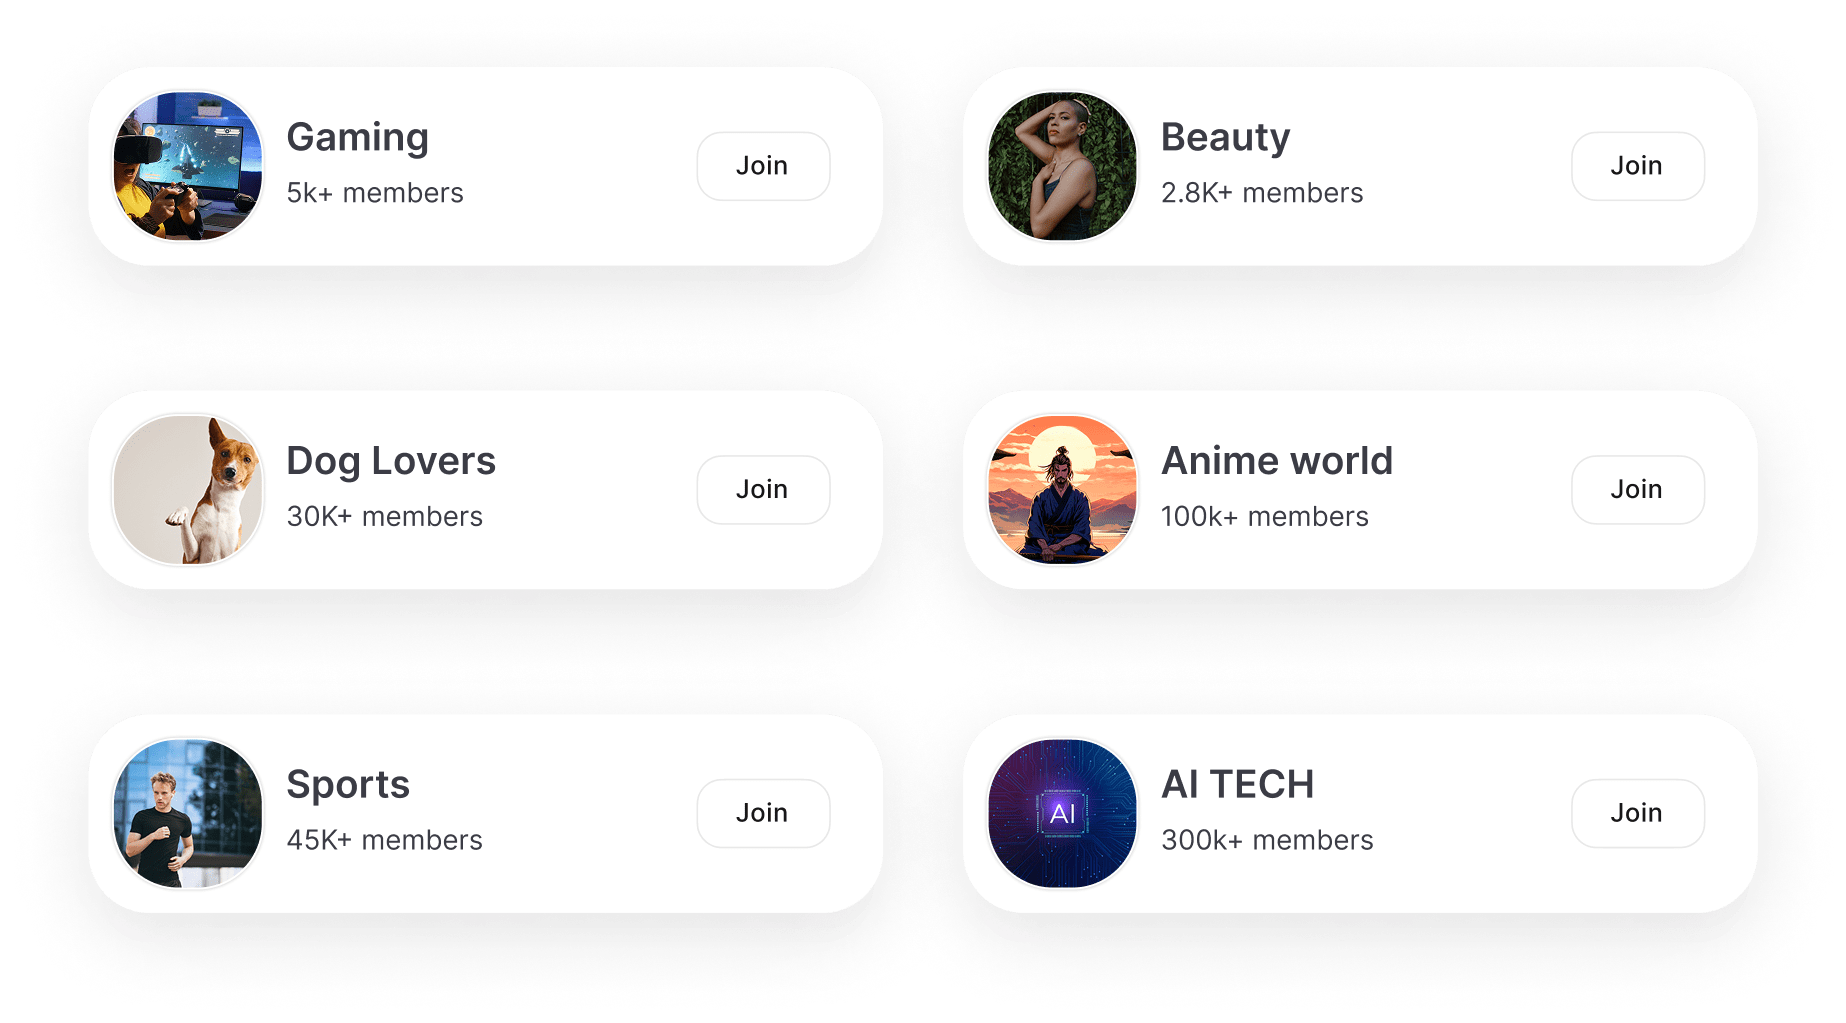 Gaming
5k+ members
Join
Beauty
2.8K+ members
Join
Dog Lovers
30K+ members
Join
Anime world
100k+ members
Join
Sports
45K+ members
Join
AI
AI TECH
300k+ members
Join